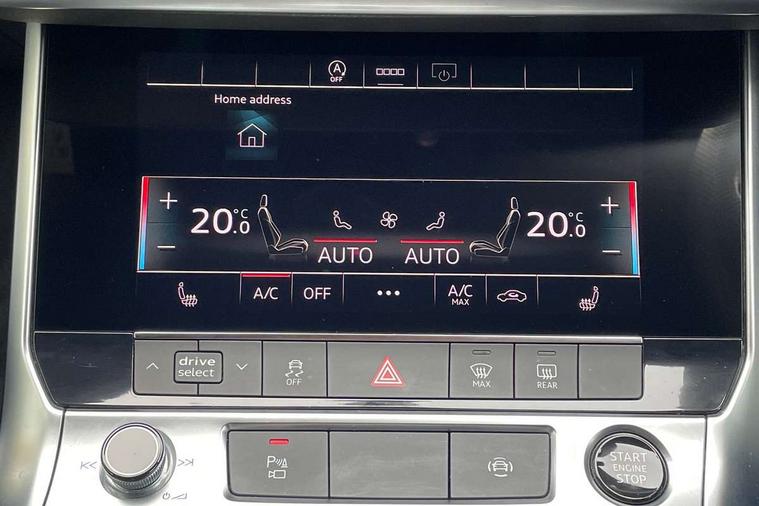 A
OFF
Home address
+ 20.0°C
20.0°C +
− AUTO
AUTO −
A/C
OFF
•••
A/C
MAX
drive
select
OFF
MAX
REAR
P
START
ENGINE
STOP